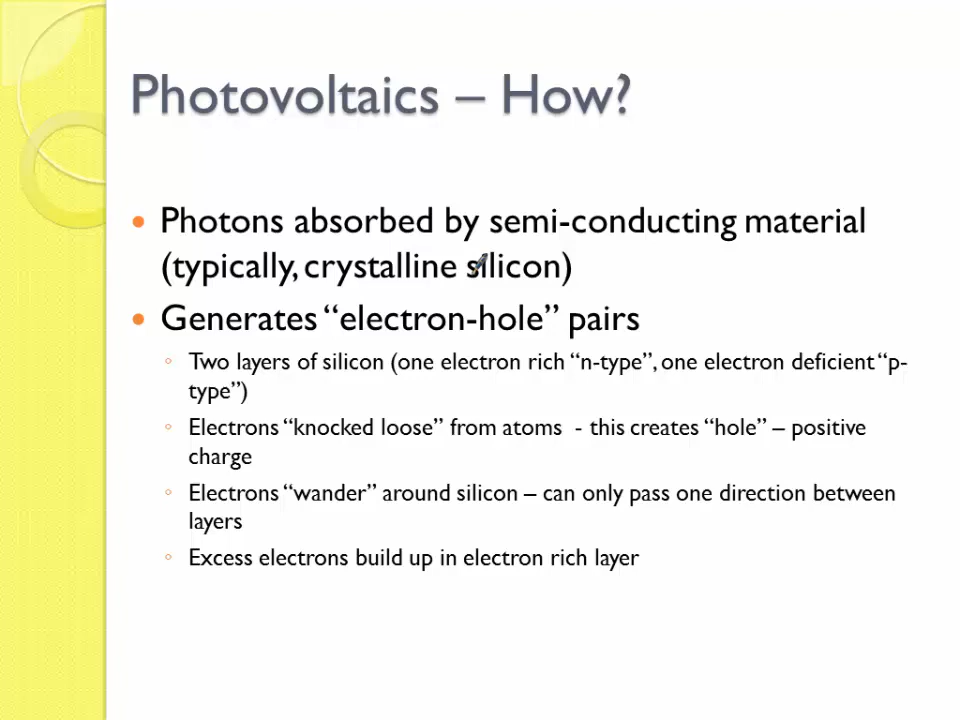 Photovoltaics – How?
• Photons absorbed by semi-conducting material
(typically, crystalline silicon)
• Generates “electron-hole” pairs
◦ Two layers of silicon (one electron rich “n-type”, one electron deficient “p-
type”)
◦ Electrons “knocked loose” from atoms  - this creates “hole” – positive
charge
◦ Electrons “wander” around silicon – can only pass one direction between
layers
◦ Excess electrons build up in electron rich layer